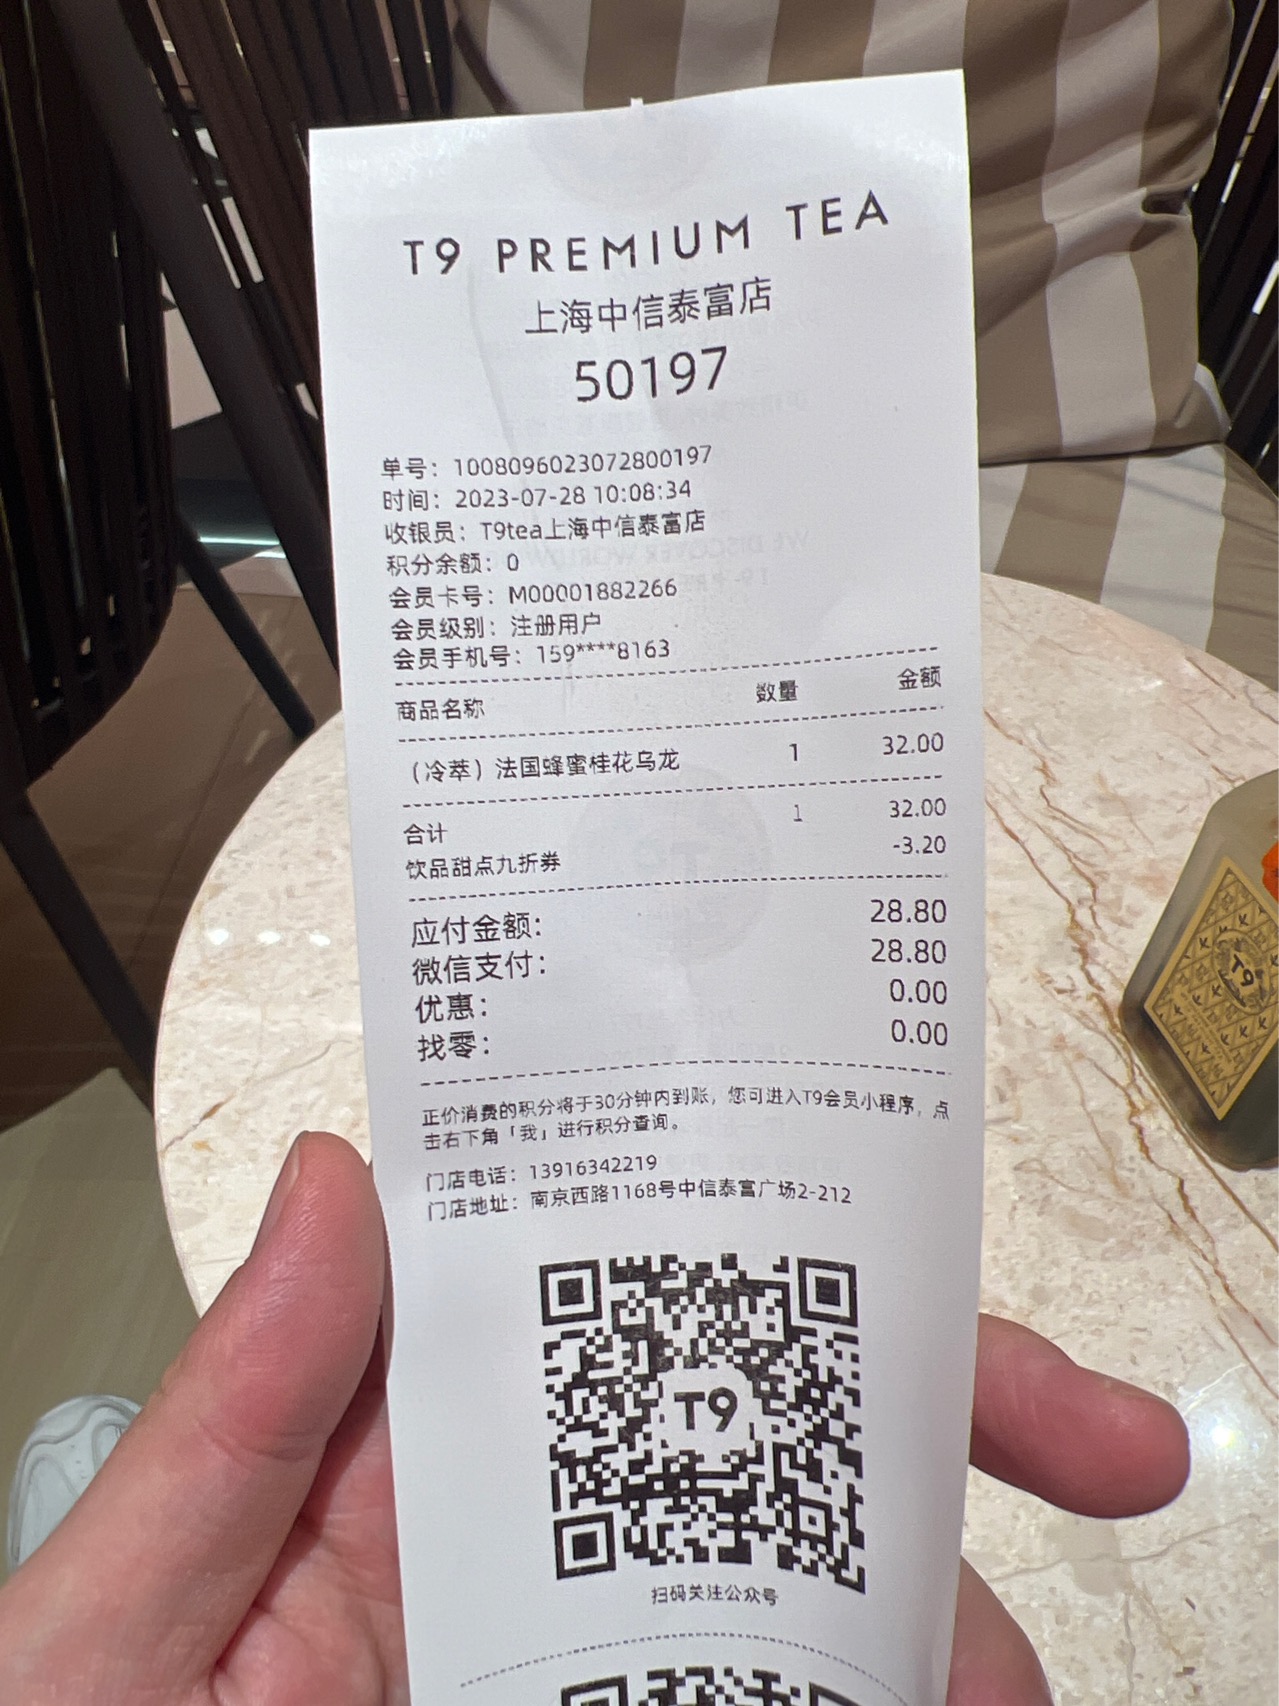 T9 PREMIUM TEA
上海中信泰富店
50197
单号：1008096023072800197
时间：2023-07-28 10:08:34
收银员：T9tea上海中信泰富店
积分余额：0
会员卡号：M00001882266
会员级别：注册用户
会员手机号：159****8163
商品名称 数量 金额
（冷萃）法国蜂蜜桂花乌龙 1 32.00
合计 1 32.00
饮品甜点九折券 -3.20
应付金额： 28.80
微信支付： 28.80
优惠： 0.00
找零： 0.00
正价消费的积分将于30分钟内到账，您可进入T9会员小程序，点
击右下角「我」进行积分查询。
门店电话：13916342219
门店地址：南京西路1168号中信泰富广场2-212
T9
扫码关注公众号
T9